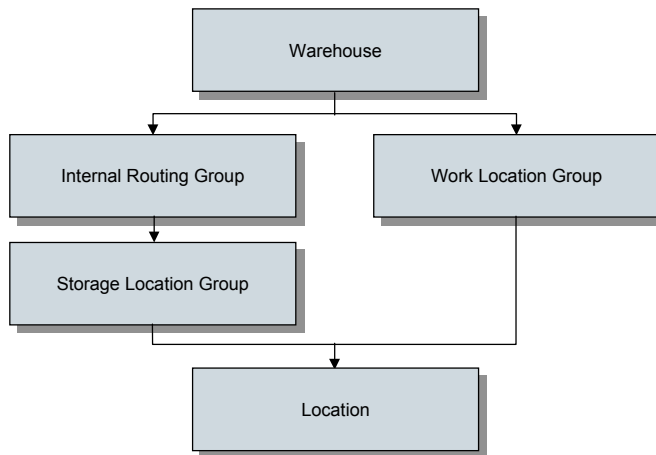 Warehouse
Internal Routing Group
Work Location Group
Storage Location Group
Location